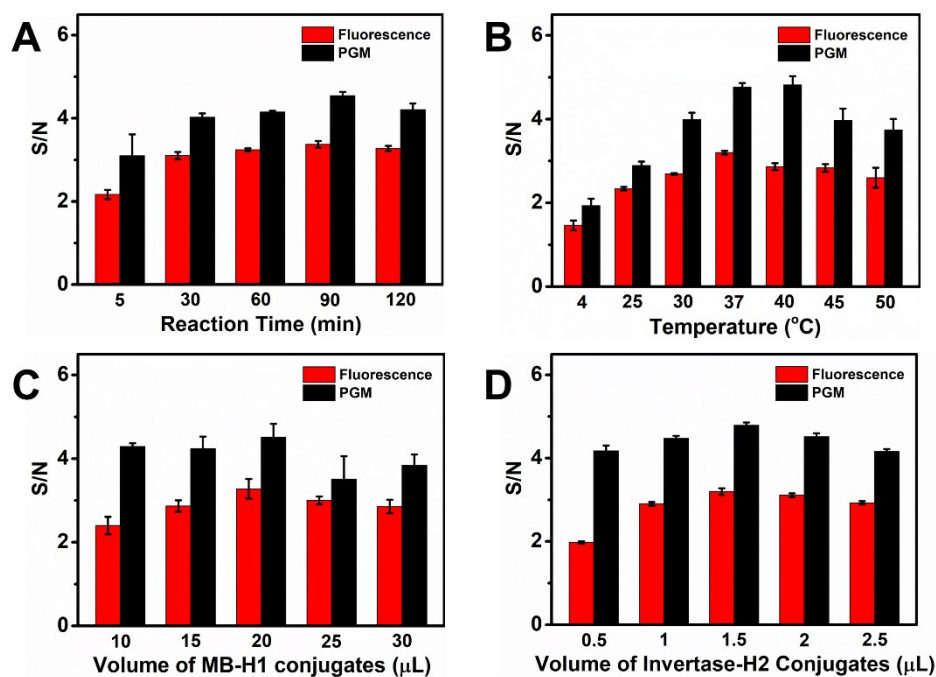 A
S/N
6
4
2
0
Fluorescence
PGM
5 30 60 90 120
Reaction Time (min)
B
S/N
6
4
2
0
Fluorescence
PGM
4 25 30 37 40 45 50
Temperature (°C)
C
S/N
6
4
2
0
Fluorescence
PGM
10 15 20 25 30
Volume of MB-H1 conjugates (μL)
D
S/N
6
4
2
0
Fluorescence
PGM
0.5 1 1.5 2 2.5
Volume of Invertase-H2 Conjugates (μL)